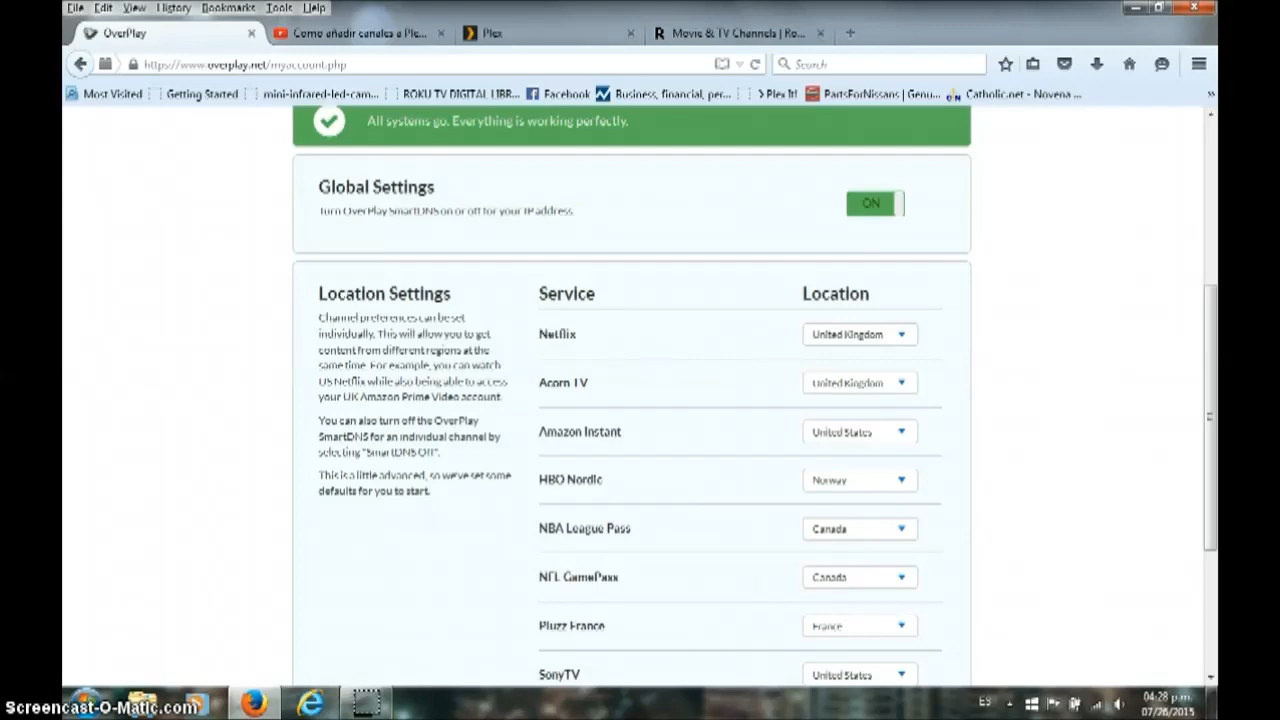 File Edit View History Bookmarks Tools Help
OverPlay × Como añadir canales a Ple... × Plex × R Movie & TV Channels | Ro... × +
https://www.overplay.net/myaccount.php Search
Most Visited Getting Started mini-infrared-led-cam... ROKU TV DIGITAL LIBR... Facebook Business, financial, per... Plex It! PartsForNissans | Genu... Catholic.net - Novena ... »
All systems go. Everything is working perfectly.
Global Settings
Turn OverPlay SmartDNS on or off for your IP address.
ON
Location Settings Service Location
Channel preferences can be set
individually. This will allow you to get
content from different regions at the
same time. For example, you can watch
US Netflix while also being able to access
your UK Amazon Prime Video account.
You can also turn off the OverPlay
SmartDNS for an individual channel by
selecting "SmartDNS Off".
This is a little advanced, so we've set some
defaults for you to start.
Netflix United Kingdom
Acorn TV United Kingdom
Amazon Instant United States
HBO Nordic Norway
NBA League Pass Canada
NFL GamePass Canada
Pluzz France France
SonyTV United States
ES 04:28 p.m.
07/26/2015
Screencast-O-Matic.com